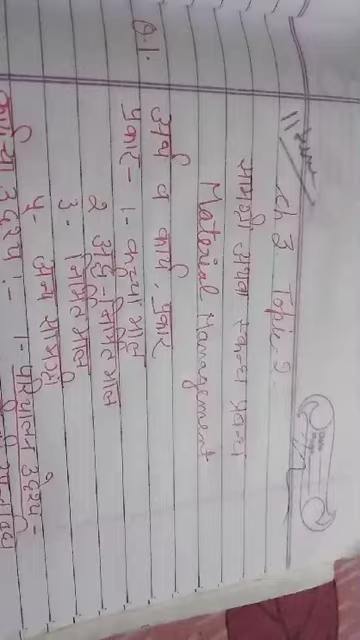 Ch 3. Topic-2
सामग्री अथवा स्कन्ध प्रबन्ध
Material Management
Q.1. अर्थ व कार्य, प्रकार
प्रकार - 1. कच्चा माल
2 अर्द्ध-निर्मित माल
3. निर्मित माल
4. अन्य सामग्री
उद्देश्य :- 1. परिचालन उद्देश्य-